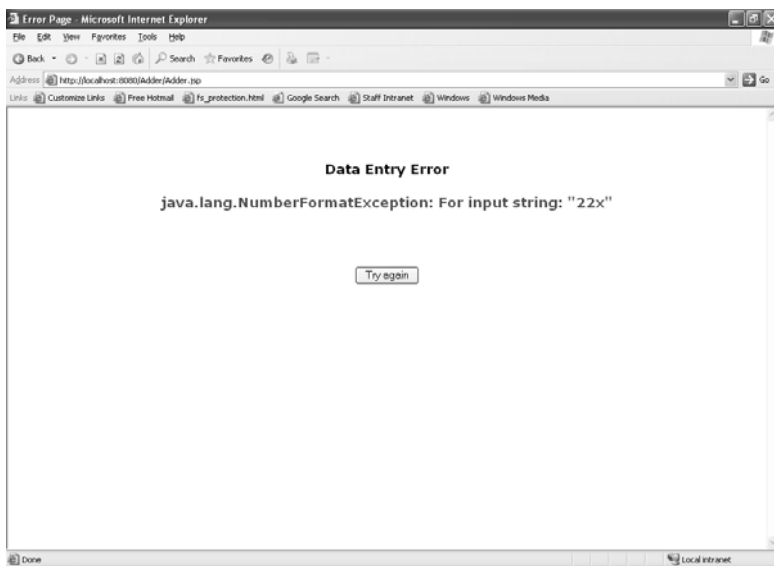 Error Page - Microsoft Internet Explorer
File Edit View Favorites Tools Help
Back Search Favorites
Address http://localhost:8080/Adder/Adder.jsp Go
Links Customize Links Free Hotmail fs_protection.html Google Search Staff Intranet Windows Windows Media
Data Entry Error
java.lang.NumberFormatException: For input string: "22x"
Try again
Done Local intranet